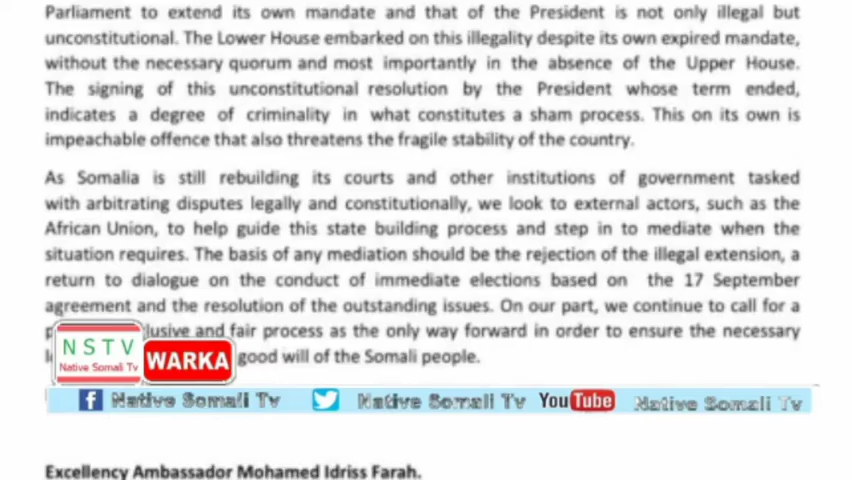 Parliament to extend its own mandate and that of the President is not only illegal but
unconstitutional. The Lower House embarked on this illegality despite its own expired mandate,
without the necessary quorum and most importantly in the absence of the Upper House.
The signing of this unconstitutional resolution by the President whose term ended,
indicates a degree of criminality in what constitutes a sham process. This on its own is
impeachable offence that also threatens the fragile stability of the country.
As Somalia is still rebuilding its courts and other institutions of government tasked
with arbitrating disputes legally and constitutionally, we look to external actors, such as the
African Union, to help guide this state building process and step in to mediate when the
situation requires. The basis of any mediation should be the rejection of the illegal extension, a
return to dialogue on the conduct of immediate elections based on the 17 September
agreement and the resolution of the outstanding issues. On our part, we continue to call for a
and fair process as the only way forward in order to ensure the necessary
good will of the Somali people.
NSTV
Native Somali Tv
WARKA
Native Somali Tv Native Somali Tv YouTube Native Somali Tv
Excellency Ambassador Mohamed Idriss Farah.